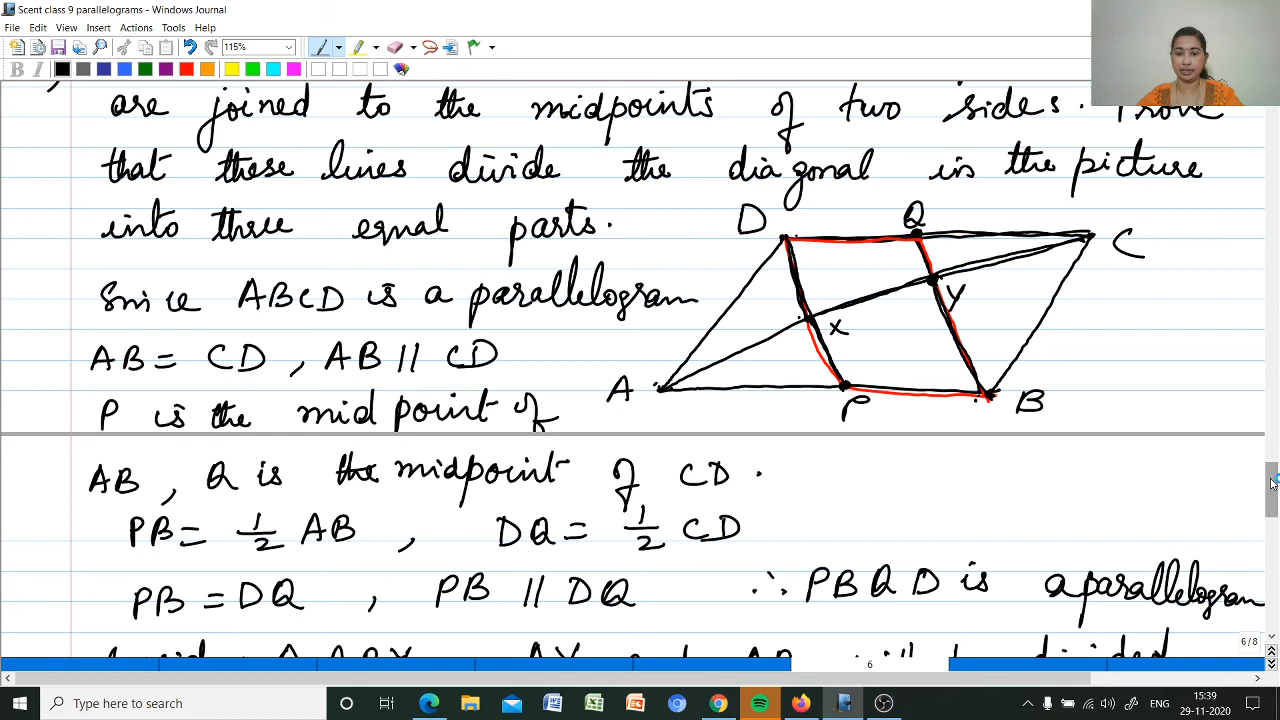 Scent class 9 parallelograms - Windows Journal
File Edit View Insert Actions Tools Help
115%
B I
are joined to the midpoints of two sides. Prove
that these lines divide the diagonal in the picture
into three equal parts.
D Q C
Since ABCD is a parallelogram
X Y
AB = CD , AB // CD
A P B
P is the mid point of
AB , Q is the midpoint of CD .
PB = 1/2 AB , DQ = 1/2 CD
PB = DQ , PB // DQ ∴ PBQD is a parallelogram
6/8
6
Type here to search
ENG
15:39
29-11-2020